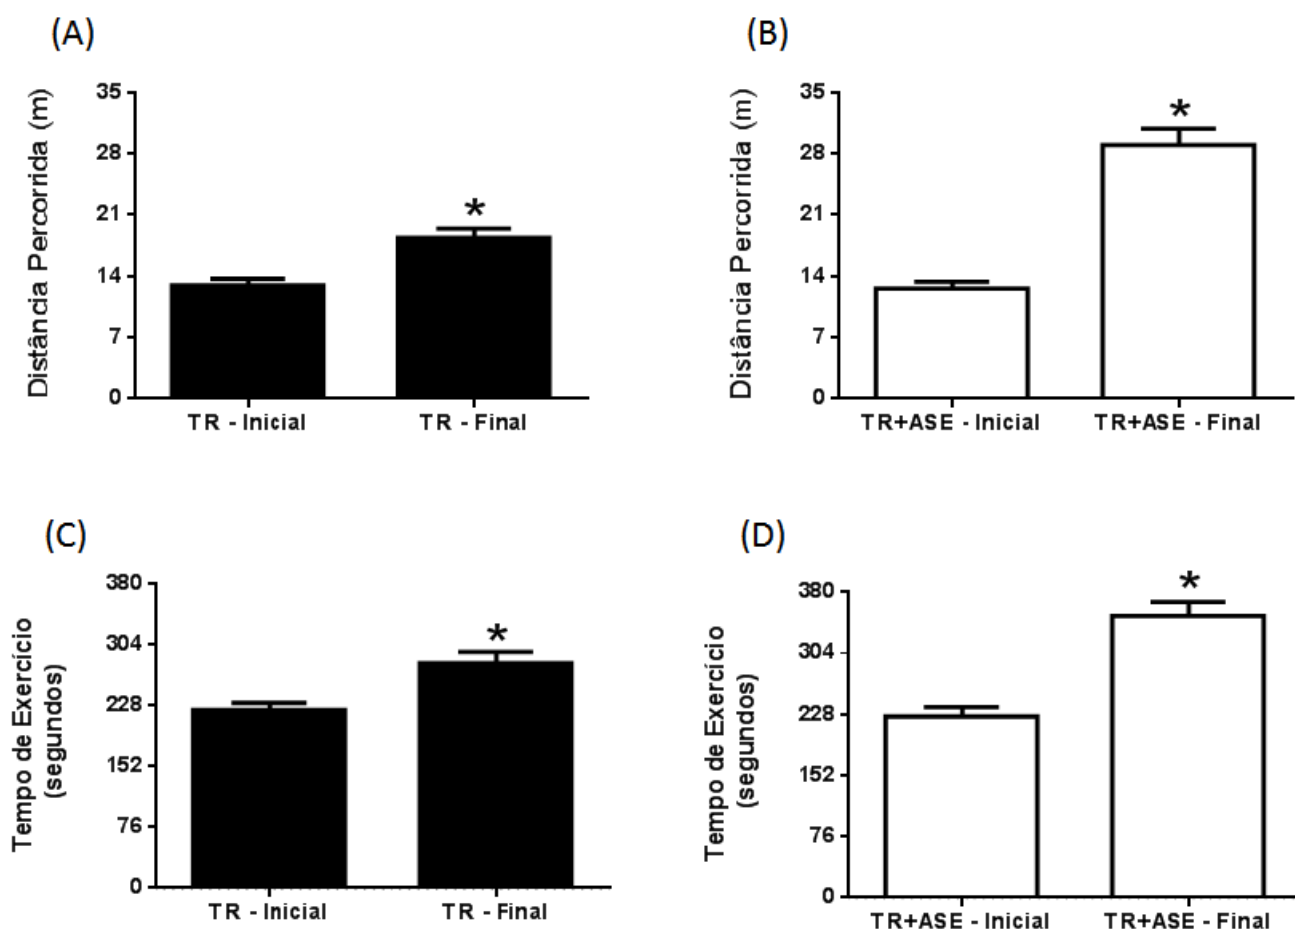 (A)
Distância Percorrida (m)
35
28
21
14
7
0
*
TR - Inicial
TR - Final
(B)
Distância Percorrida (m)
35
28
21
14
7
0
*
TR+ASE - Inicial
TR+ASE - Final
(C)
Tempo de Exercício
(segundos)
380
304
228
152
76
0
*
TR - Inicial
TR - Final
(D)
Tempo de Exercício
(segundos)
380
304
228
152
76
0
*
TR+ASE - Inicial
TR+ASE - Final